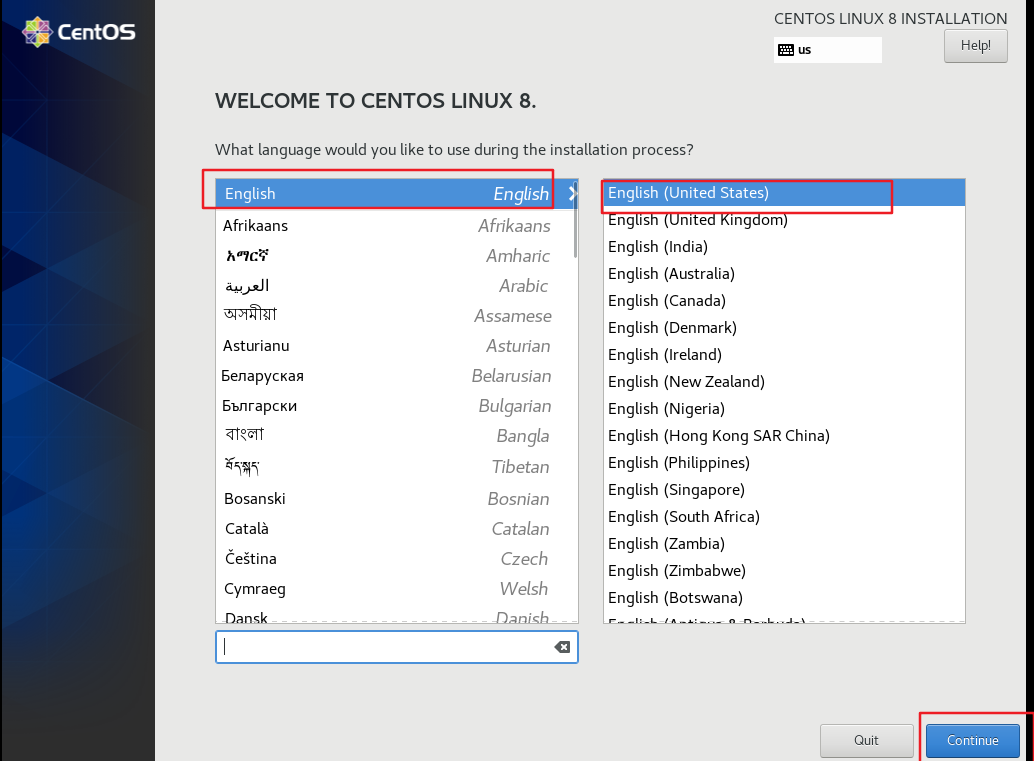 CentOS
CENTOS LINUX 8 INSTALLATION
us
Help!
WELCOME TO CENTOS LINUX 8.
What language would you like to use during the installation process?
English English
Afrikaans Afrikaans
አማርኛ Amharic
العربية Arabic
অসমীয়া Assamese
Asturianu Asturian
Беларуская Belarusian
Български Bulgarian
বাংলা Bangla
བོད་སྐད་ Tibetan
Bosanski Bosnian
Català Catalan
Čeština Czech
Cymraeg Welsh
Dansk Danish
English (United States)
English (United Kingdom)
English (India)
English (Australia)
English (Canada)
English (Denmark)
English (Ireland)
English (New Zealand)
English (Nigeria)
English (Hong Kong SAR China)
English (Philippines)
English (Singapore)
English (South Africa)
English (Zambia)
English (Zimbabwe)
English (Botswana)
English (Antigua & Barbuda)
Quit
Continue